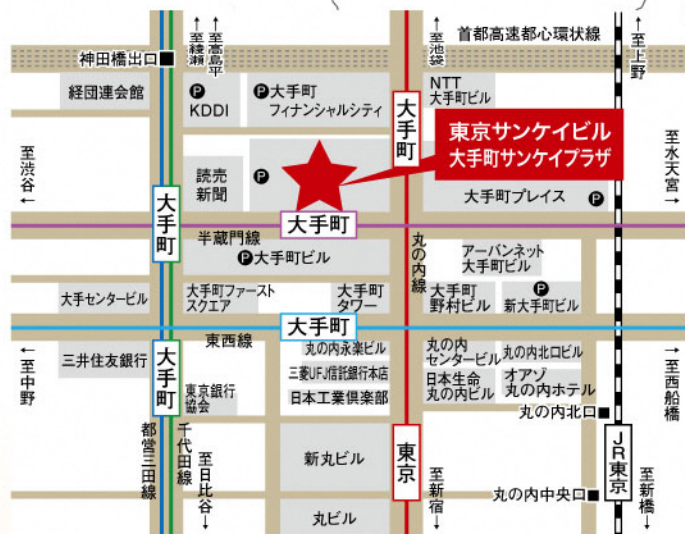 首都高速都心環状線
↑至綾瀬
↑至高島平
↑至池袋
↑至上野
神田橋出口
経団連会館
P
KDDI
P大手町
フィナンシャルシティ
大手町
NTT
大手町ビル
東京サンケイビル
大手町サンケイプラザ
至渋谷
←
至水天宮
→
読売
新聞
P
大手町プレイス
P
大手町
大手町
半蔵門線
丸の内線
P大手町ビル
アーバンネット
大手町ビル
大手センタービル
大手町ファースト
スクエア
大手町
タワー
大手町
野村ビル
P
新大手町ビル
大手町
東西線
←
至中野
→
至西船橋
三井住友銀行
大手町
東京銀行
協会
丸の内永楽ビル
三菱UFJ信託銀行本店
日本工業倶楽部
丸の内
センタービル
丸の内北口ビル
日本生命
丸の内ビル
オアゾ
丸の内ホテル
丸の内北口
都営三田線
千代田線
至日比谷↓
新丸ビル
東京
至新宿↓
丸の内中央口
JR東京
至新橋↓
丸ビル